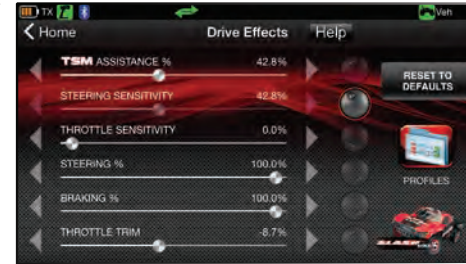 TX Veh
Home Drive Effects Help
TSM ASSISTANCE % 42.8%
STEERING SENSITIVITY 42.8%
THROTTLE SENSITIVITY 0.0%
STEERING % 100.0%
BRAKING % 100.0%
THROTTLE TRIM -8.7%
RESET TO
DEFAULTS
PROFILES
SLASH